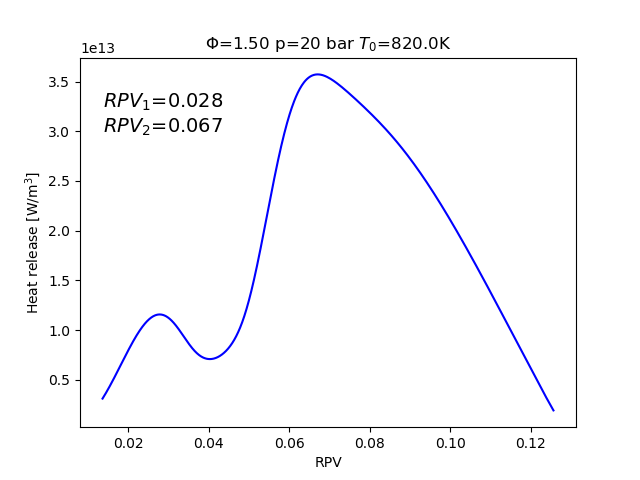 Φ=1.50 p=20 bar T₀=820.0K
1e13
RPV₁=0.028
RPV₂=0.067
3.5
3.0
2.5
2.0
1.5
1.0
0.5
Heat release [W/m³]
0.02 0.04 0.06 0.08 0.10 0.12
RPV